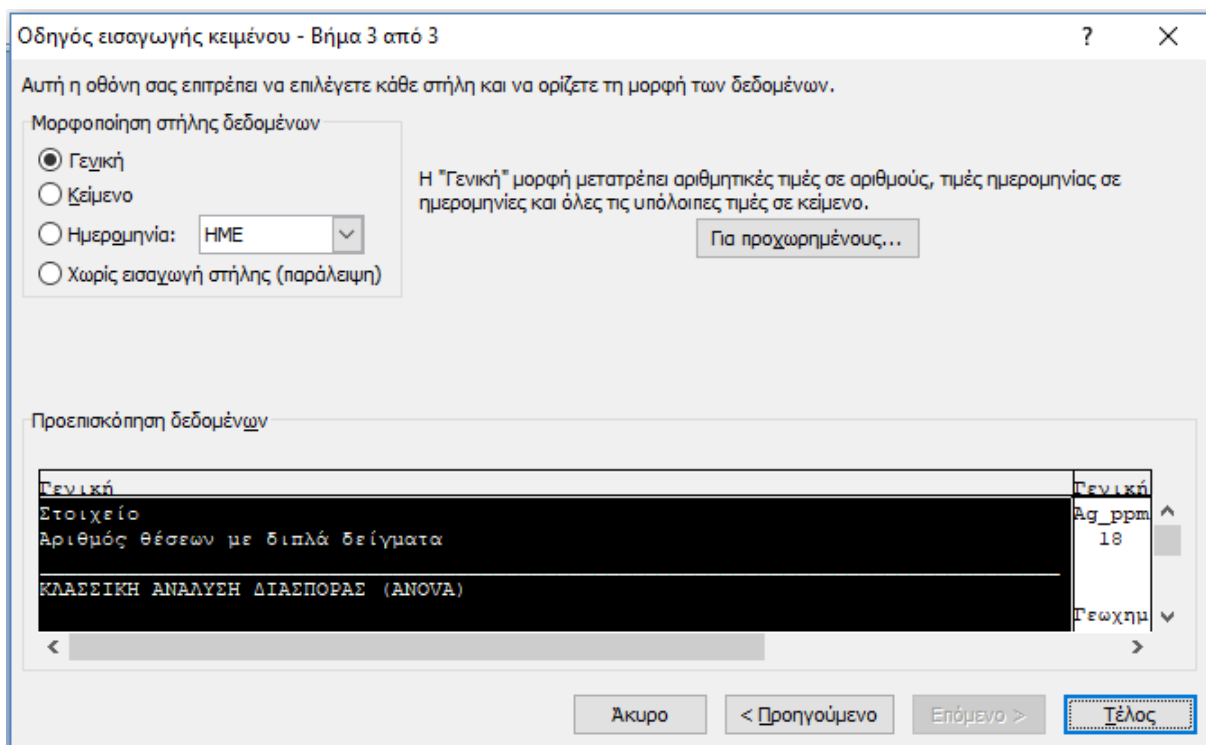 Οδηγός εισαγωγής κειμένου - Βήμα 3 από 3
Αυτή η οθόνη σας επιτρέπει να επιλέγετε κάθε στήλη και να ορίζετε τη μορφή των δεδομένων.
Μορφοποίηση στήλης δεδομένων
Γενική
Κείμενο
Ημερομηνία: ΗΜΕ
Χωρίς εισαγωγή στήλης (παράλειψη)
Η "Γενική" μορφή μετατρέπει αριθμητικές τιμές σε αριθμούς, τιμές ημερομηνίας σε
ημερομηνίες και όλες τις υπόλοιπες τιμές σε κείμενο.
Για προχωρημένους...
Προεπισκόπηση δεδομένων
Γενική Γενική
Στοιχείο Ag_ppm
Αριθμός θέσεων με διπλά δείγματα 18
ΚΛΑΣΣΙΚΗ ΑΝΑΛΥΣΗ ΔΙΑΣΠΟΡΑΣ (ANOVA)
Γεωχημ
Άκυρο < Προηγούμενο Επόμενο > Τέλος